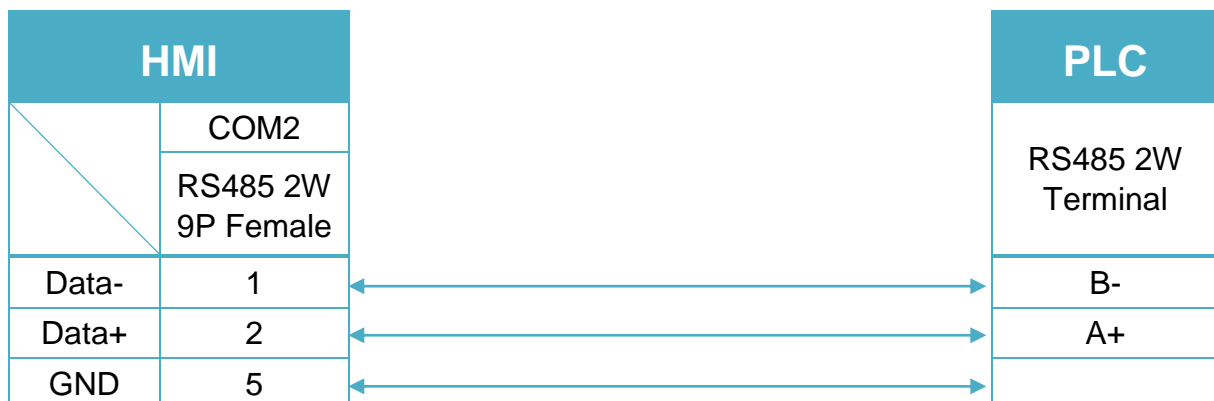 HMI PLC
COM2
RS485 2W
9P Female
RS485 2W
Terminal
Data- 1 B-
Data+ 2 A+
GND 5